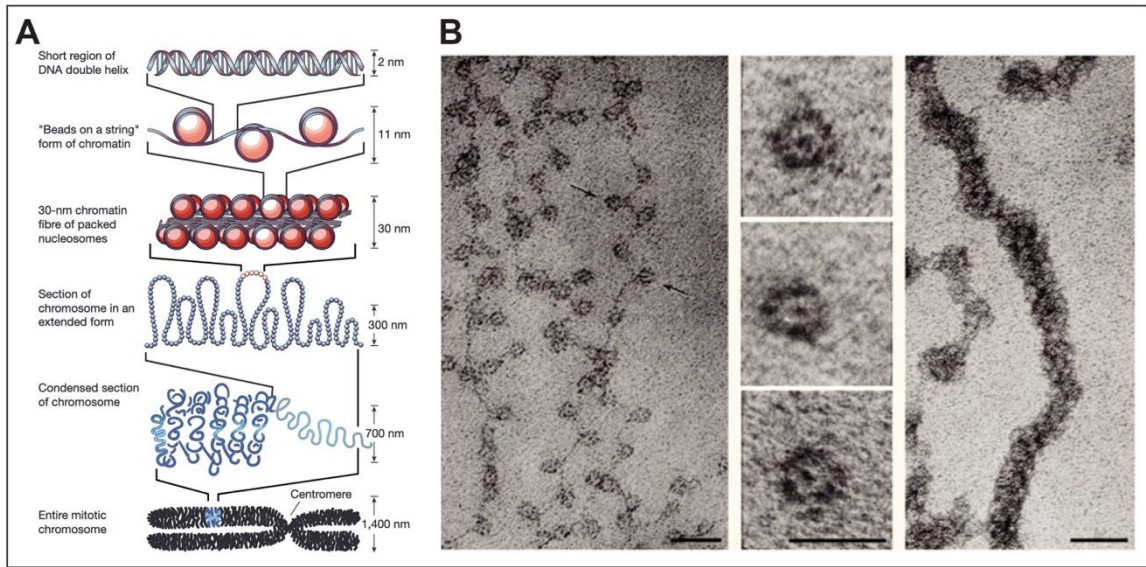 A
Short region of
DNA double helix
2 nm
"Beads on a string"
form of chromatin
11 nm
30-nm chromatin
fibre of packed
nucleosomes
30 nm
Section of
chromosome in an
extended form
300 nm
Condensed section
of chromosome
700 nm
Centromere
Entire mitotic
chromosome
1,400 nm
B